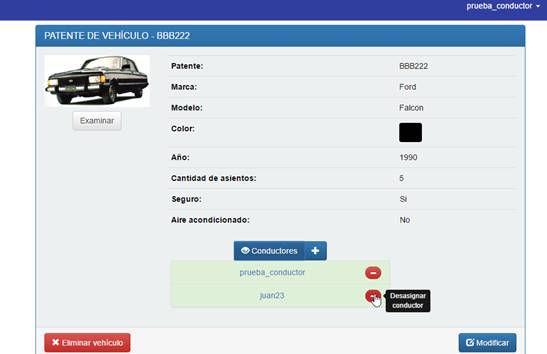 prueba_conductor
PATENTE DE VEHÍCULO - BBB222
Examinar
Patente: BBB222
Marca: Ford
Modelo: Falcon
Color:
Año: 1990
Cantidad de asientos: 5
Seguro: Si
Aire acondicionado: No
Conductores +
prueba_conductor
juan23
Desasignar
conductor
Eliminar vehículo
Modificar